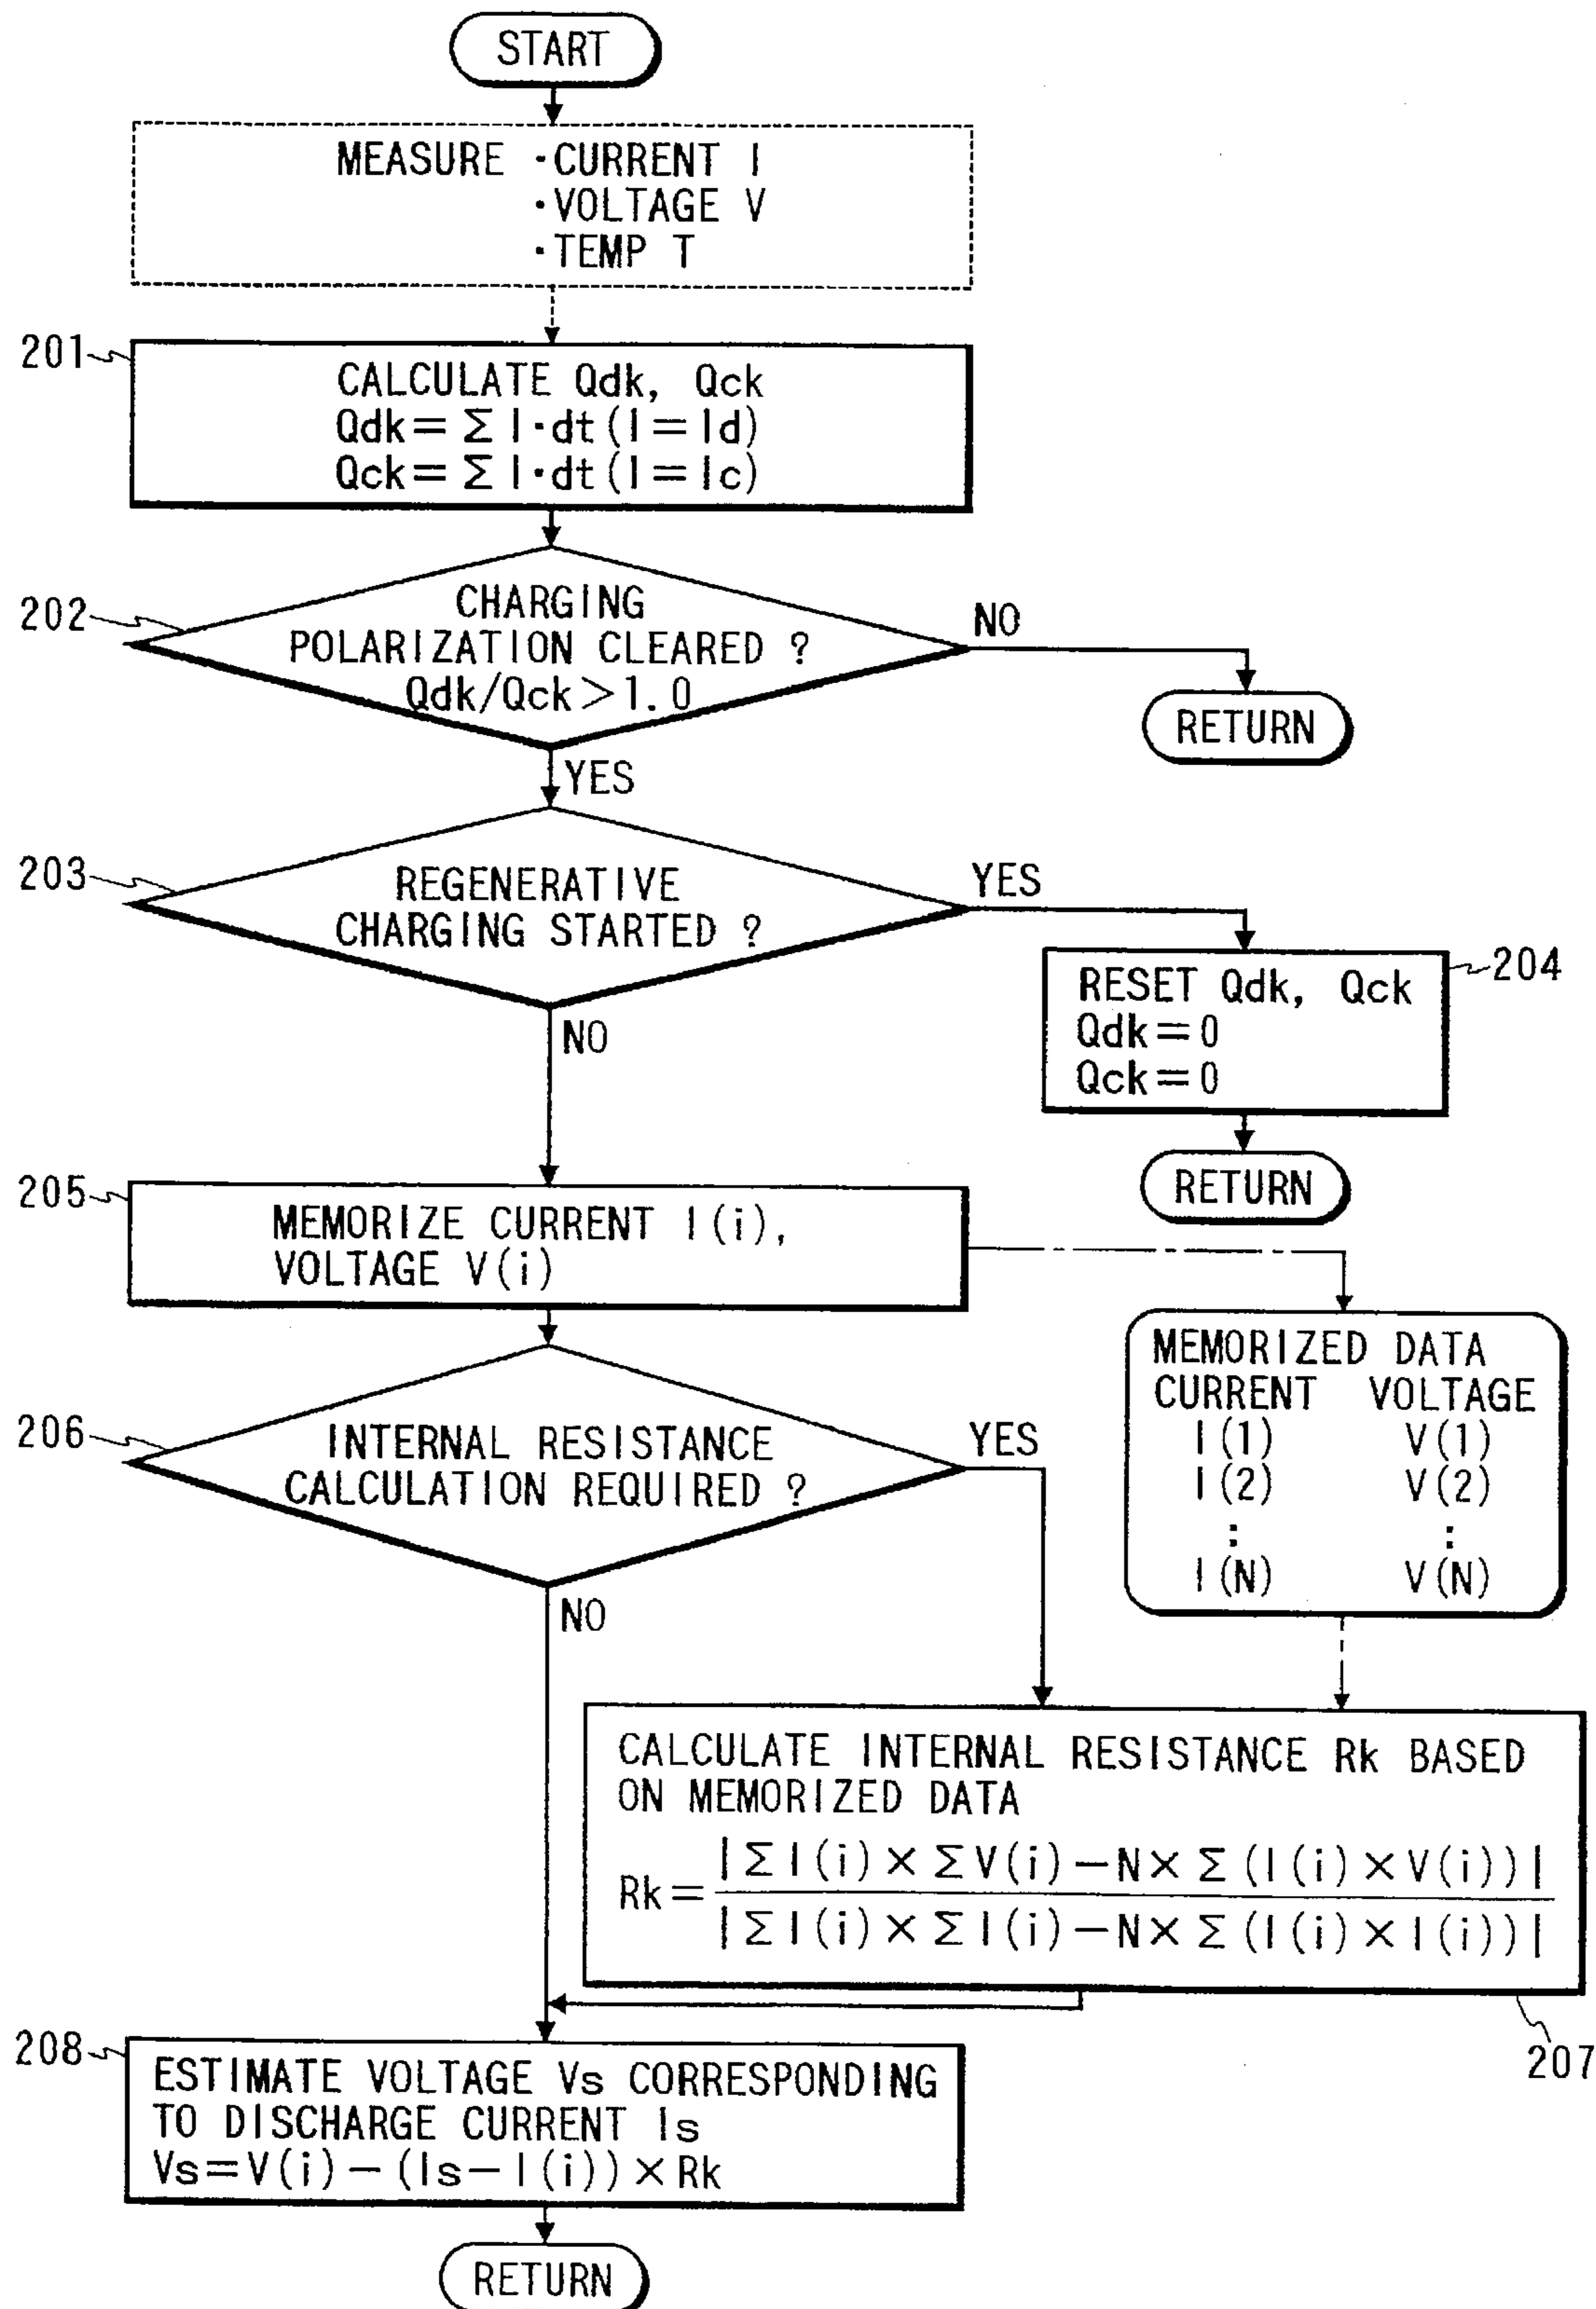 START
MEASURE ·CURRENT I
·VOLTAGE V
·TEMP T
201
CALCULATE Qdk, Qck
Qdk=Σ I·dt(I=Id)
Qck=Σ I·dt(I=Ic)
202
CHARGING
POLARIZATION CLEARED ?
Qdk/Qck>1.0
NO
RETURN
YES
203
REGENERATIVE
CHARGING STARTED ?
YES
204
RESET Qdk, Qck
Qdk=0
Qck=0
RETURN
NO
205
MEMORIZE CURRENT I(i),
VOLTAGE V(i)
MEMORIZED DATA
CURRENT VOLTAGE
I(1) V(1)
I(2) V(2)
: :
I(N) V(N)
206
INTERNAL RESISTANCE
CALCULATION REQUIRED ?
YES
NO
CALCULATE INTERNAL RESISTANCE Rk BASED
ON MEMORIZED DATA
|ΣI(i)×ΣV(i)−N×Σ(I(i)×V(i))|
Rk=
|ΣI(i)×ΣI(i)−N×Σ(I(i)×I(i))|
207
208
ESTIMATE VOLTAGE Vs CORRESPONDING
TO DISCHARGE CURRENT Is
Vs=V(i)−(Is−I(i))×Rk
RETURN